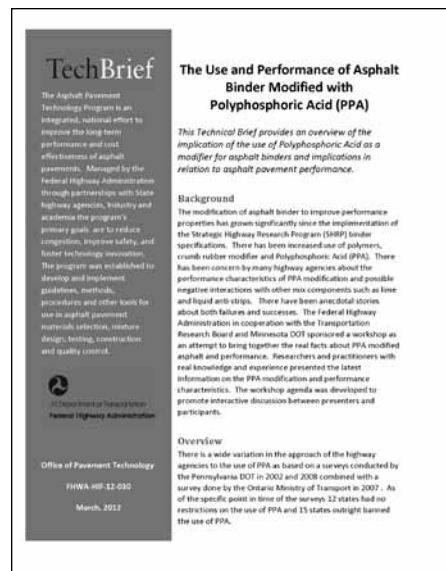 TechBrief
The Asphalt Pavement
Technology Program is an
integrated, national effort to
improve the long-term
performance and cost
effectiveness of asphalt
pavements.  Managed by the
Federal Highway Administration
through partnerships with State
highway agencies, Industry and
academia the program's
primary goals  are to reduce
congestion, improve safety, and
foster technology innovation.
The program was established to
develop and implement
guidelines, methods,
procedures and other tools for
use in asphalt pavement
materials selection, mixture
design, testing, construction
and quality control.
US Department of Transportation
Federal Highway Administration
Office of Pavement Technology
FHWA-HIF-12-030
March, 2012
The Use and Performance of Asphalt
Binder Modified with
Polyphosphoric Acid (PPA)
This Technical Brief provides an overview of the
implication of the use of Polyphosphoric Acid as a
modifier for asphalt binders and implications in
relation to asphalt pavement performance.
Background
The modification of asphalt binder to improve performance
properties has grown significantly since the implementation of
the Strategic Highway Research Program (SHRP) binder
specifications.  There has been increased use of polymers,
crumb rubber modifier and Polyphosphoric Acid (PPA).  There
has been concern by many highway agencies about the
performance characteristics of PPA modification and possible
negative interactions with other mix components such as lime
and liquid anti-strips.  There have been anecdotal stories
about both failures and successes.  The Federal Highway
Administration in cooperation with the Transportation
Research Board and Minnesota DOT sponsored a workshop as
an attempt to bring together the real facts about PPA modified
asphalt and performance.  Researchers and practitioners with
real knowledge and experience presented the latest
information on the PPA modification and performance
characteristics.  The workshop agenda was developed to
promote interactive discussion between presenters and
participants.
Overview
There is a wide variation in the approach of the highway
agencies to the use of PPA as based on a surveys conducted by
the Pennsylvania DOT in 2002 and 2008 combined with a
survey done by the Ontario Ministry of Transport in 2007 .  As
of the specific point in time of the surveys 12 states had no
restrictions on the use of PPA and 15 states outright banned
the use of PPA.